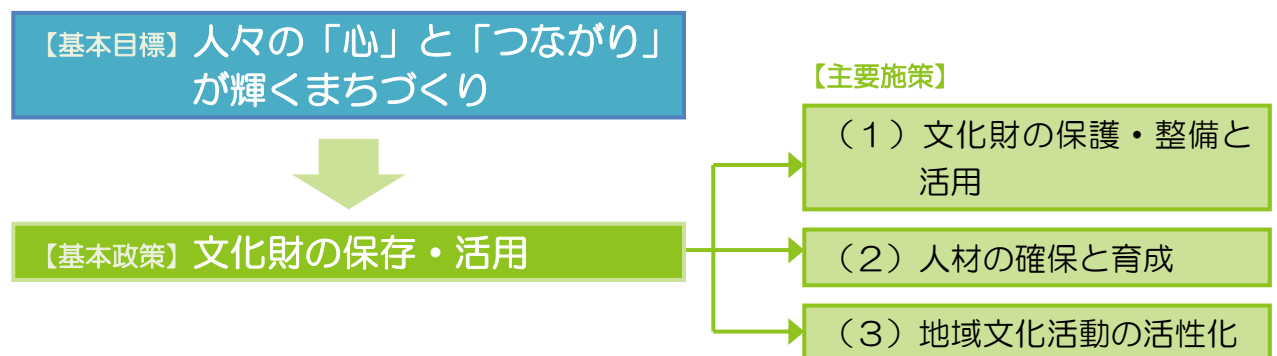 【基本目標】人々の「心」と「つながり」
が輝くまちづくり
【基本政策】文化財の保存・活用
【主要施策】
（１）文化財の保護・整備と
活用
（２）人材の確保と育成
（３）地域文化活動の活性化